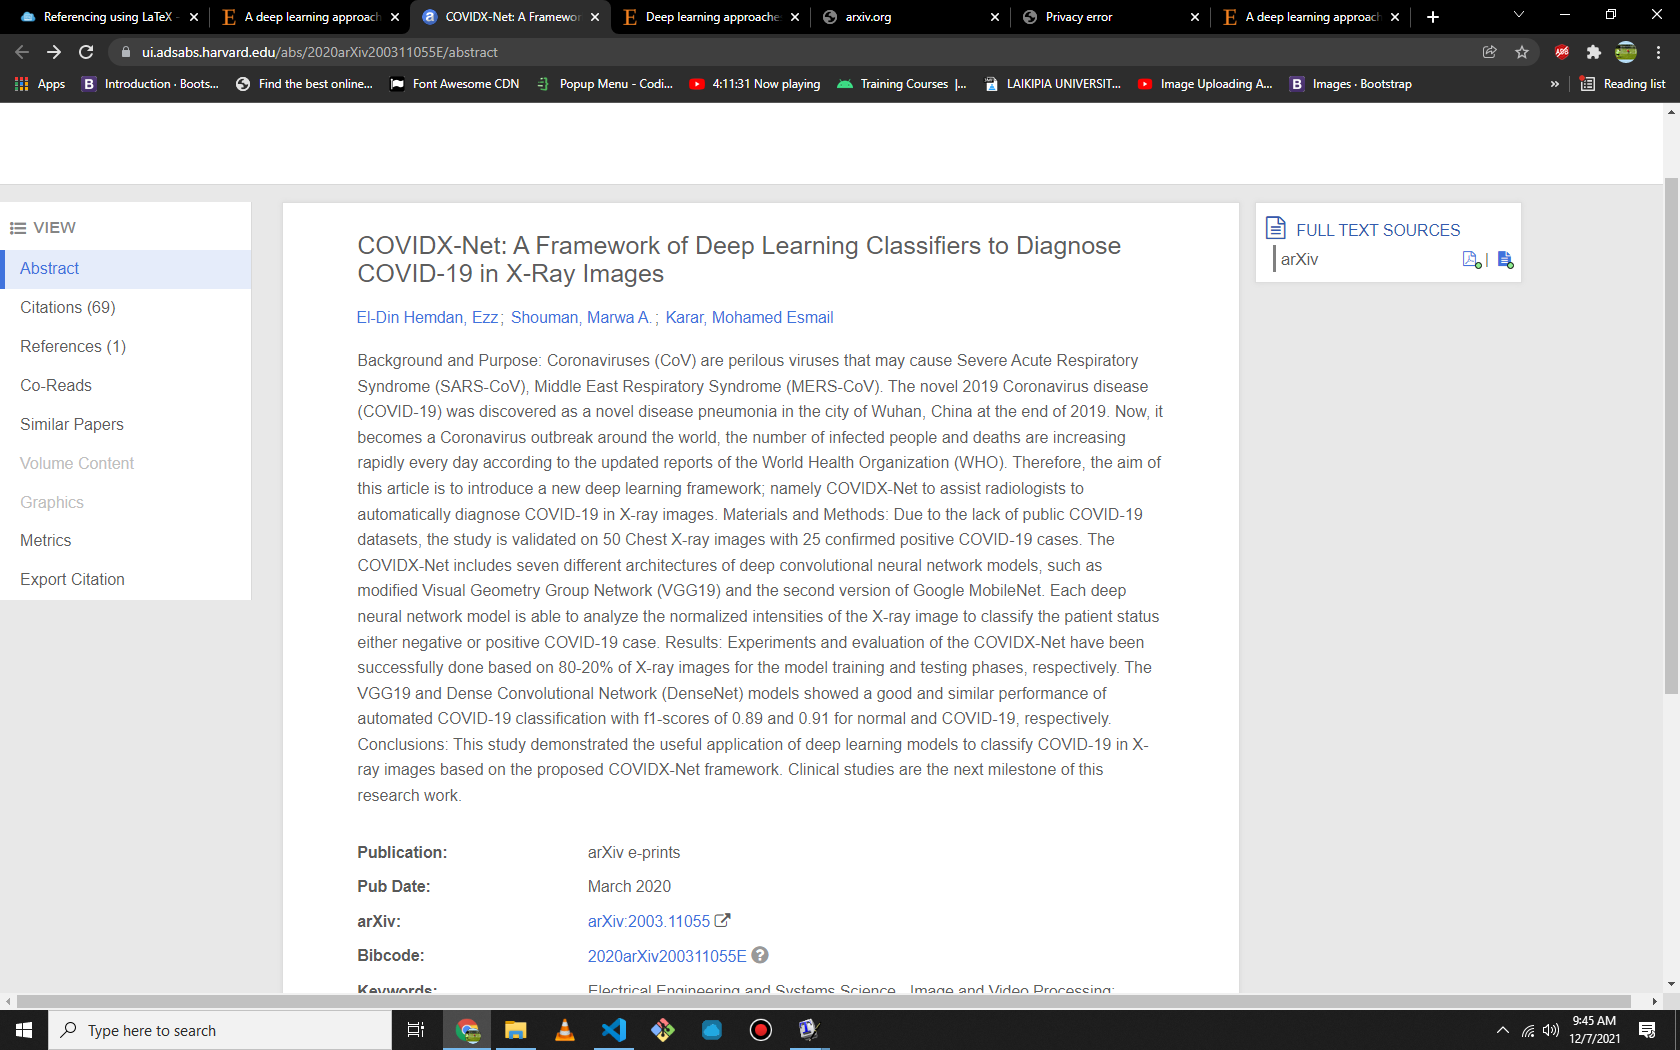 Referencing using LaTeX -
A deep learning approach
COVIDX-Net: A Framewor
Deep learning approaches
arxiv.org
Privacy error
A deep learning approach
ui.adsabs.harvard.edu/abs/2020arXiv200311055E/abstract
Apps
Introduction · Boots...
Find the best online...
Font Awesome CDN
Popup Menu - Codi...
4:11:31 Now playing
Training Courses |...
LAIKIPIA UNIVERSIT...
Image Uploading A...
Images · Bootstrap
»
Reading list
VIEW
Abstract
Citations (69)
References (1)
Co-Reads
Similar Papers
Volume Content
Graphics
Metrics
Export Citation
COVIDX-Net: A Framework of Deep Learning Classifiers to Diagnose
COVID-19 in X-Ray Images
El-Din Hemdan, Ezz; Shouman, Marwa A.; Karar, Mohamed Esmail
Background and Purpose: Coronaviruses (CoV) are perilous viruses that may cause Severe Acute Respiratory
Syndrome (SARS-CoV), Middle East Respiratory Syndrome (MERS-CoV). The novel 2019 Coronavirus disease
(COVID-19) was discovered as a novel disease pneumonia in the city of Wuhan, China at the end of 2019. Now, it
becomes a Coronavirus outbreak around the world, the number of infected people and deaths are increasing
rapidly every day according to the updated reports of the World Health Organization (WHO). Therefore, the aim of
this article is to introduce a new deep learning framework; namely COVIDX-Net to assist radiologists to
automatically diagnose COVID-19 in X-ray images. Materials and Methods: Due to the lack of public COVID-19
datasets, the study is validated on 50 Chest X-ray images with 25 confirmed positive COVID-19 cases. The
COVIDX-Net includes seven different architectures of deep convolutional neural network models, such as
modified Visual Geometry Group Network (VGG19) and the second version of Google MobileNet. Each deep
neural network model is able to analyze the normalized intensities of the X-ray image to classify the patient status
either negative or positive COVID-19 case. Results: Experiments and evaluation of the COVIDX-Net have been
successfully done based on 80-20% of X-ray images for the model training and testing phases, respectively. The
VGG19 and Dense Convolutional Network (DenseNet) models showed a good and similar performance of
automated COVID-19 classification with f1-scores of 0.89 and 0.91 for normal and COVID-19, respectively.
Conclusions: This study demonstrated the useful application of deep learning models to classify COVID-19 in X-
ray images based on the proposed COVIDX-Net framework. Clinical studies are the next milestone of this
research work.
Publication: arXiv e-prints
Pub Date: March 2020
arXiv: arXiv:2003.11055
Bibcode: 2020arXiv200311055E
Keywords: Electrical Engineering and Systems Science - Image and Video Processing;
FULL TEXT SOURCES
arXiv
Type here to search
9:45 AM
12/7/2021